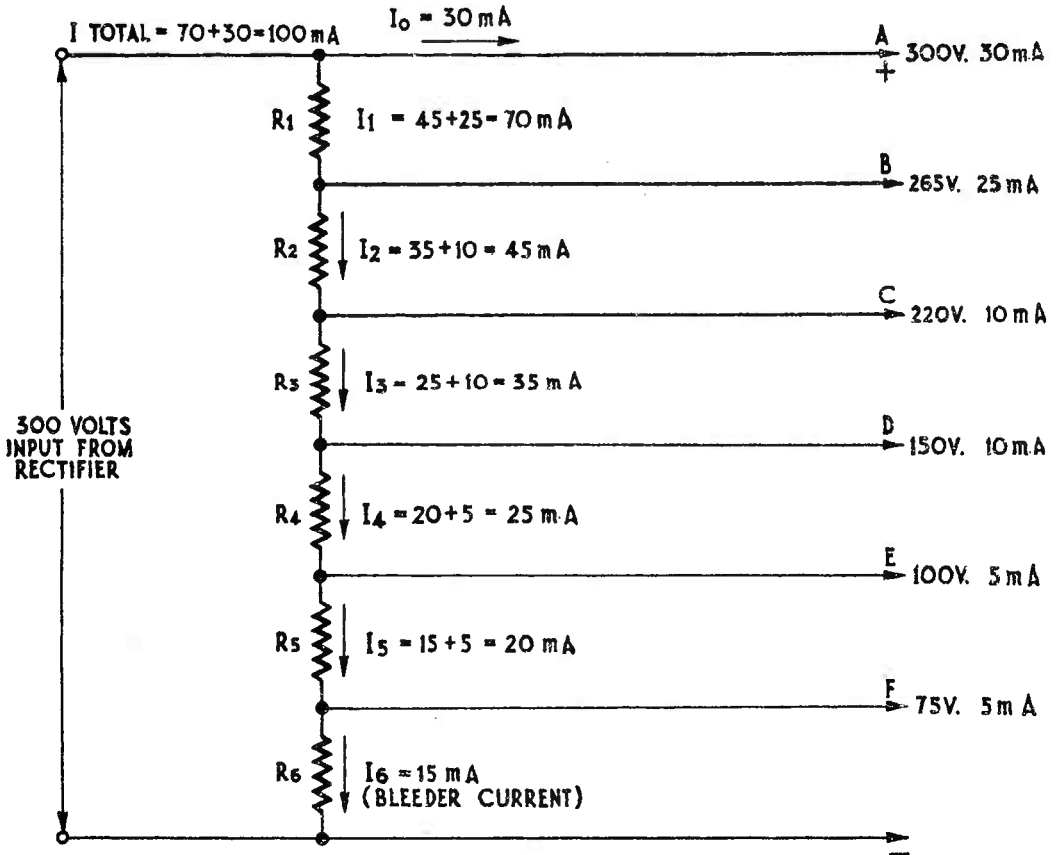 I TOTAL = 70+30=100 mA
I0 = 30 mA
A
300V. 30 mA
+
R1
I1 = 45+25 = 70 mA
B
265V. 25 mA
R2
I2 = 35+10 = 45 mA
C
220V. 10 mA
R3
I3 = 25+10 = 35 mA
D
150V. 10 mA
300 VOLTS
INPUT FROM
RECTIFIER
R4
I4 = 20+5 = 25 mA
E
100V. 5 mA
R5
I5 = 15+5 = 20 mA
F
75V. 5 mA
R6
I6 = 15 mA
(BLEEDER CURRENT)
−